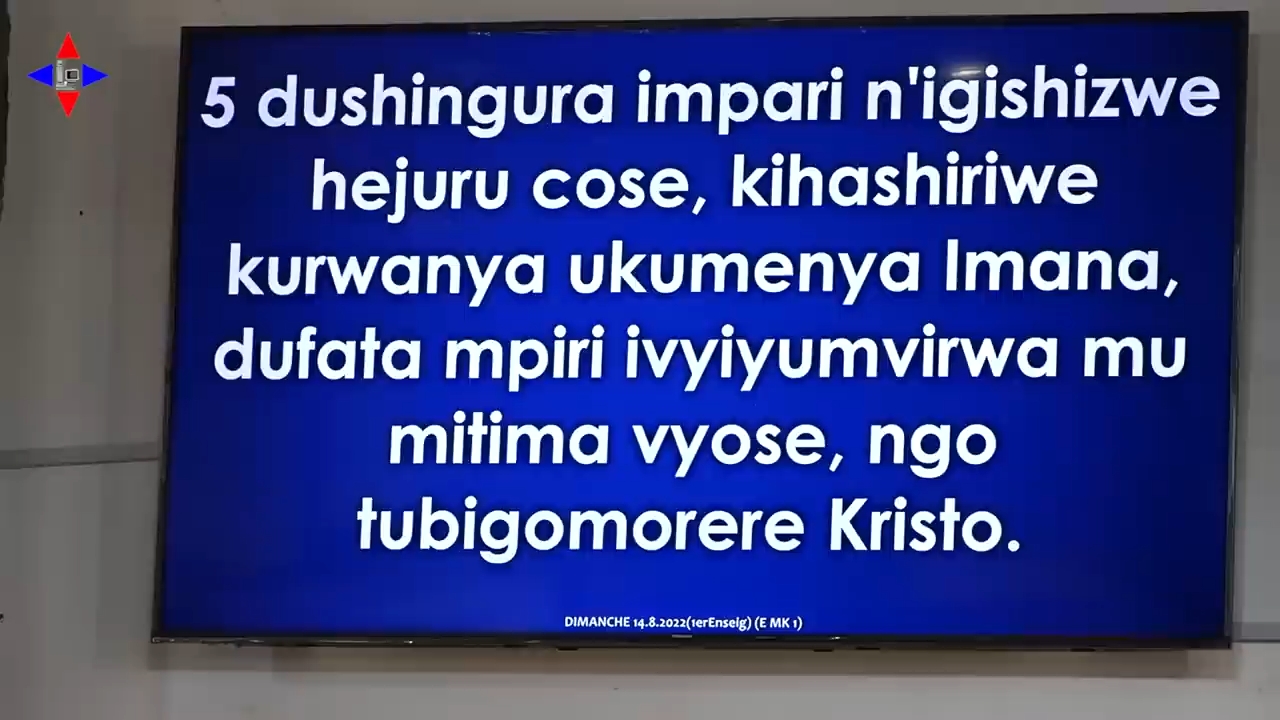 5 dushingura impari n'igishizwe
hejuru cose, kihashiriwe
kurwanya ukumenya Imana,
dufata mpiri ivyiyumvirwa mu
mitima vyose, ngo
tubigomorere Kristo.
DIMANCHE 14.8.2022(1erEnseig) (E MK 1)